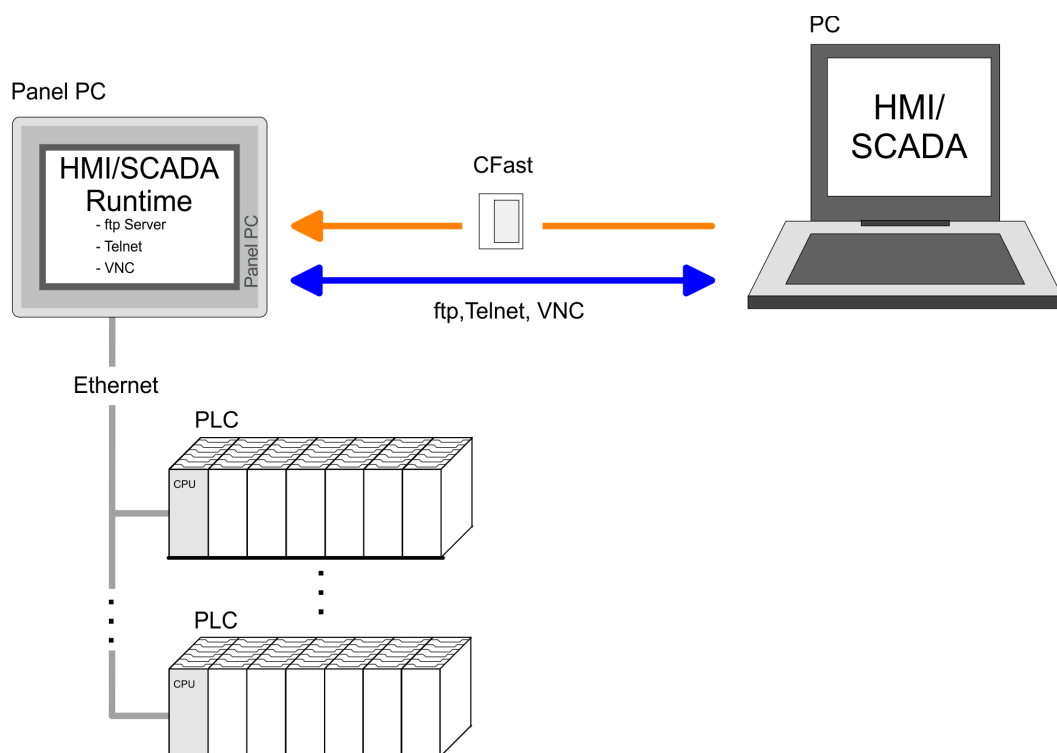 PC
Panel PC
HMI/
SCADA
HMI/SCADA
Runtime
- ftp Server
- Telnet
- VNC
Panel PC
CFast
ftp,Telnet, VNC
Ethernet
PLC
CPU
PLC
CPU